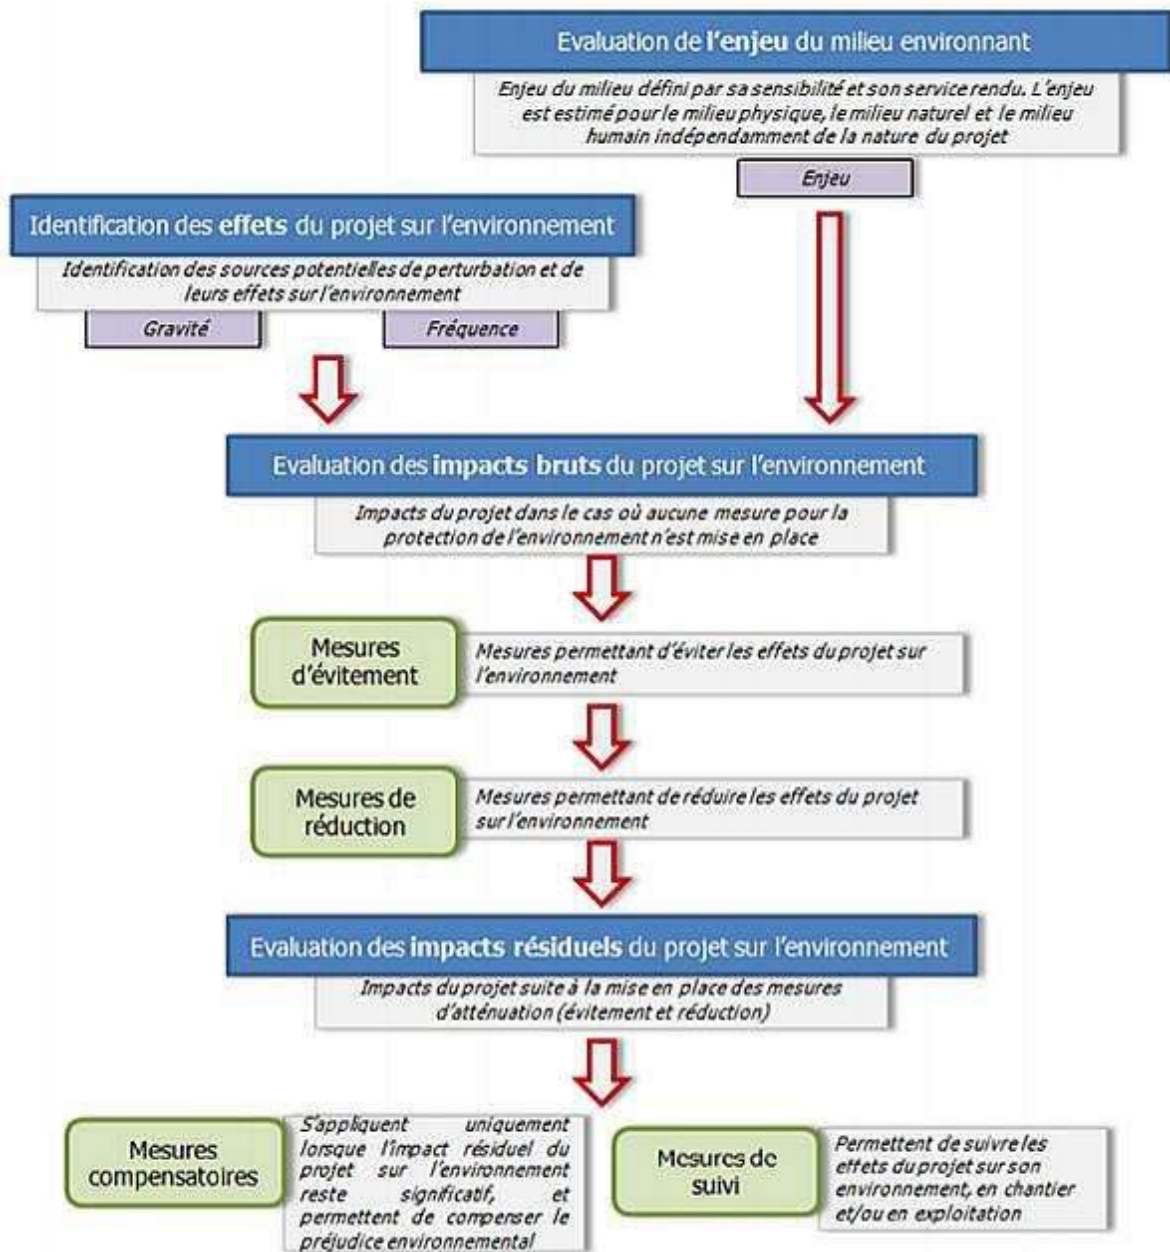 Evaluation de l'enjeu du milieu environnant
Enjeu du milieu défini par sa sensibilité et son service rendu. L'enjeu
est estimé pour le milieu physique, le milieu naturel et le milieu
humain indépendamment de la nature du projet
Enjeu
Identification des effets du projet sur l'environnement
Identification des sources potentielles de perturbation et de
leurs effets sur l'environnement
Gravité
Fréquence
Evaluation des impacts bruts du projet sur l'environnement
Impacts du projet dans le cas où aucune mesure pour la
protection de l'environnement n'est mise en place
Mesures
d'évitement
Mesures permettant d'éviter les effets du projet sur
l'environnement
Mesures de
réduction
Mesures permettant de réduire les effets du projet
sur l'environnement
Evaluation des impacts résiduels du projet sur l'environnement
Impacts du projet suite à la mise en place des mesures
d'atténuation (évitement et réduction)
Mesures
compensatoires
S'appliquent uniquement
lorsque l'impact résiduel du
projet sur l'environnement
reste significatif, et
permettent de compenser le
préjudice environnemental
Mesures de
suivi
Permettent de suivre les
effets du projet sur son
environnement, en chantier
et/ou en exploitation